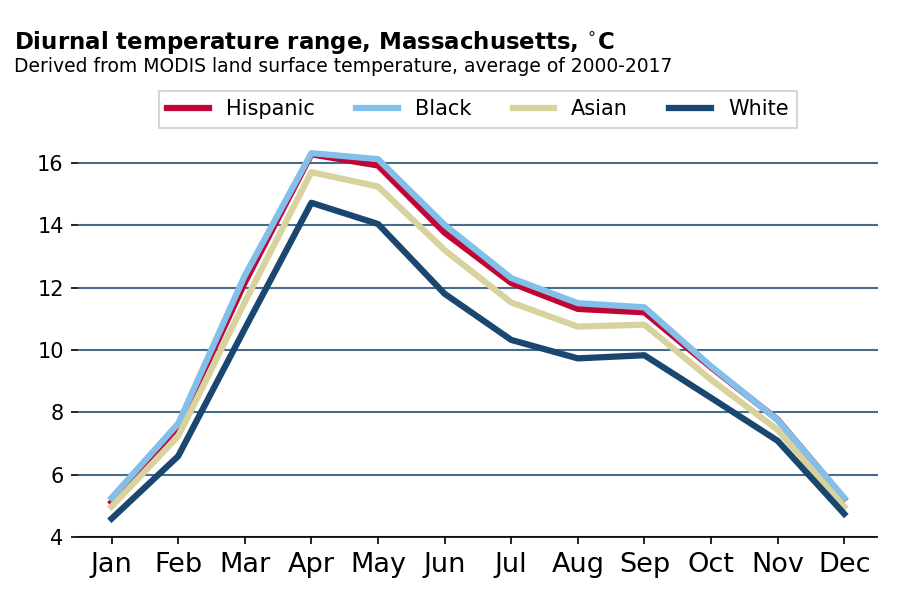 Diurnal temperature range, Massachusetts, °C
Derived from MODIS land surface temperature, average of 2000-2017
Hispanic Black Asian White
16
14
12
10
8
6
4
Jan Feb Mar Apr May Jun Jul Aug Sep Oct Nov Dec